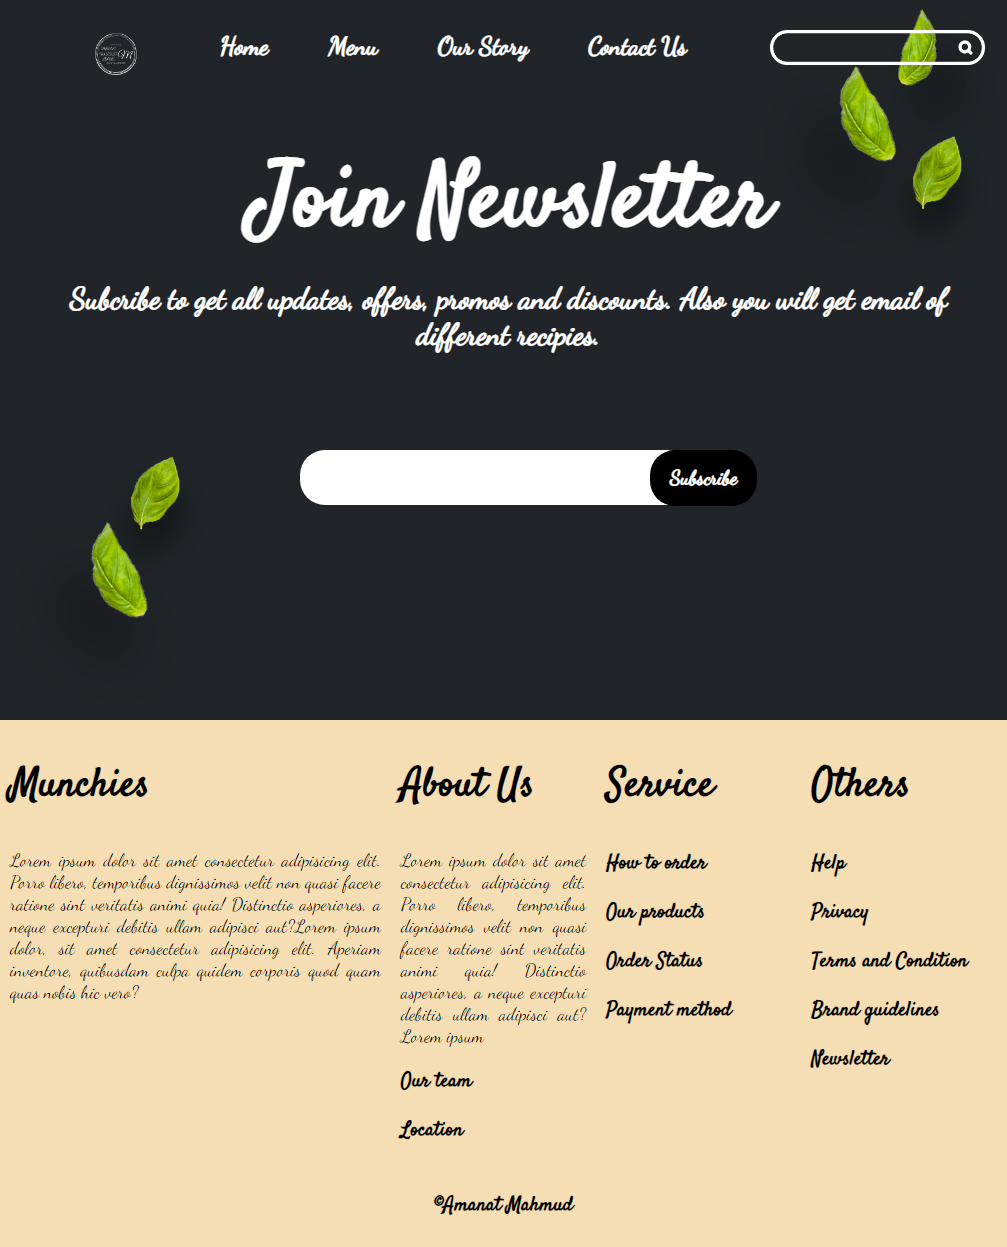 Home
Menu
Our Story
Contact Us
Join Newsletter
Subcribe to get all updates, offers, promos and discounts. Also you will get email of
different recipies.
Subscribe
Munchies
Lorem ipsum dolor sit amet consectetur adipisicing elit.
Porro libero, temporibus dignissimos velit non quasi facere
ratione sint veritatis animi quia! Distinctio asperiores, a
neque excepturi debitis ullam adipisci aut?Lorem ipsum
dolor, sit amet consectetur adipisicing elit. Aperiam
inventore, quibusdam culpa quidem corporis quod quam
quas nobis hic vero?
About Us
Lorem ipsum dolor sit amet
consectetur adipisicing elit.
Porro libero, temporibus
dignissimos velit non quasi
facere ratione sint veritatis
animi quia! Distinctio
asperiores, a neque excepturi
debitis ullam adipisci aut?
Lorem ipsum
Our team
Location
Service
How to order
Our products
Order Status
Payment method
Others
Help
Privacy
Terms and Condition
Brand guidelines
Newsletter
©Amanat Mahmud